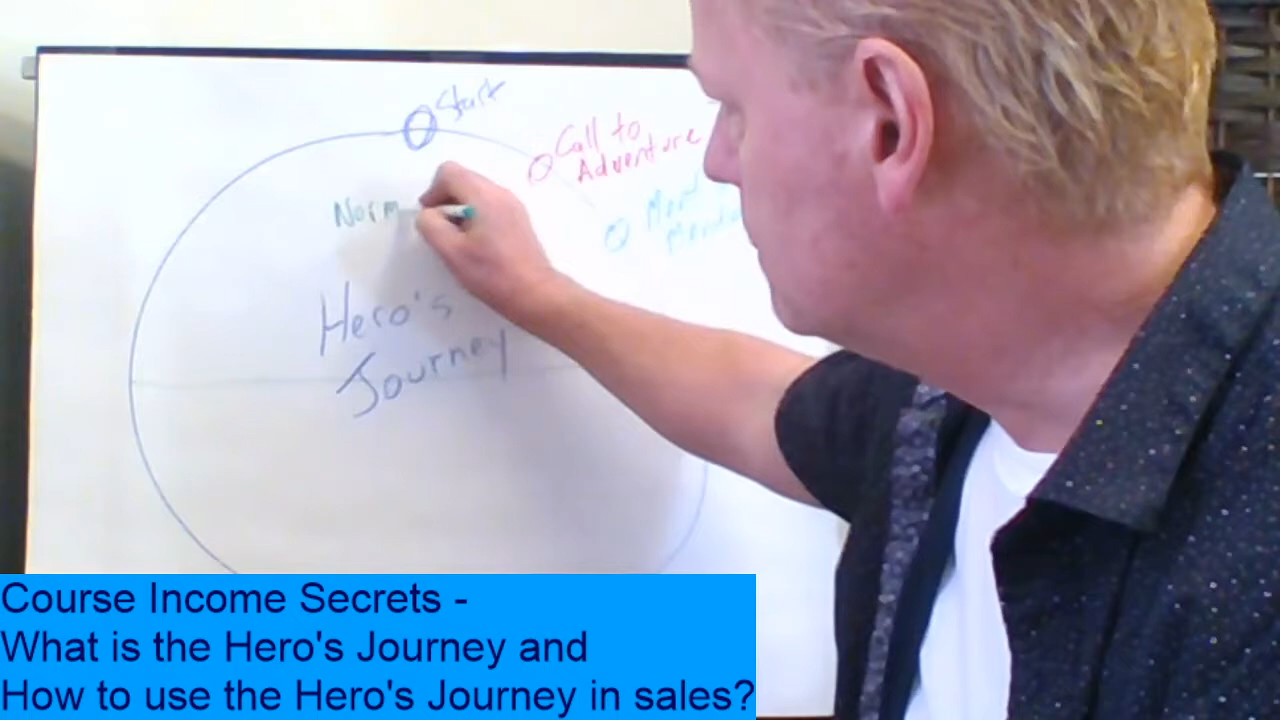 Start
Call to
Adventure
Norm
Hero's
Journey
Course Income Secrets -
What is the Hero's Journey and
How to use the Hero's Journey in sales?